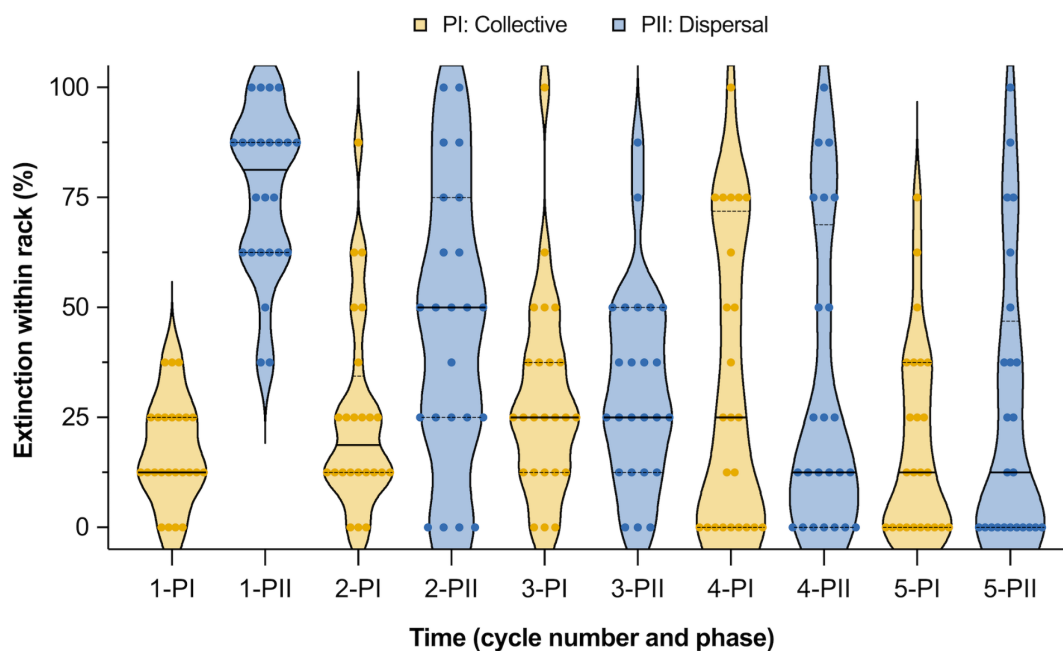 PI: Collective PII: Dispersal
Extinction within rack (%)
100
75
50
25
0
1-PI 1-PII 2-PI 2-PII 3-PI 3-PII 4-PI 4-PII 5-PI 5-PII
Time (cycle number and phase)